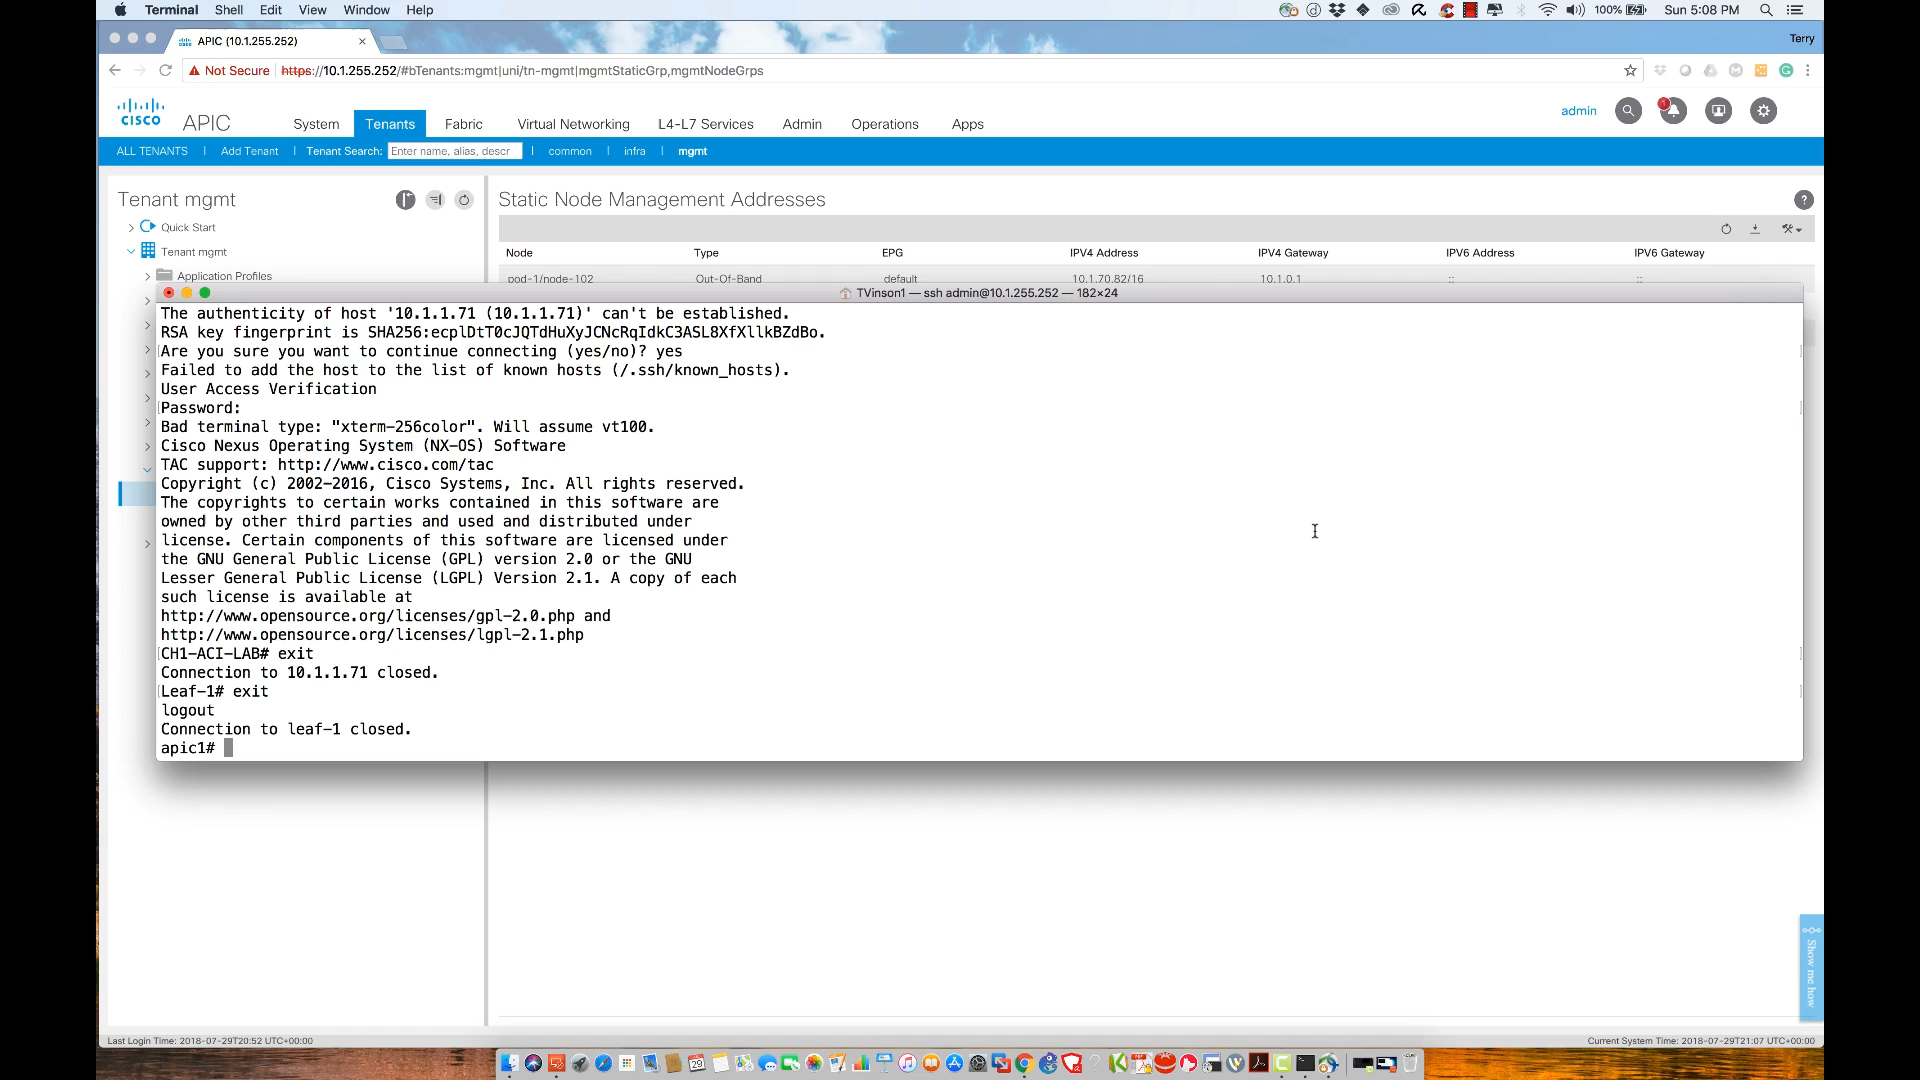 Terminal Shell Edit View Window Help 100% Sun 5:08 PM
APIC (10.1.255.252)
Terry
Not Secure https://10.1.255.252/#bTenants:mgmt|uni/tn-mgmt|mgmtStaticGrp,mgmtNodeGrps
CISCO APIC System Tenants Fabric Virtual Networking L4-L7 Services Admin Operations Apps admin 1
ALL TENANTS | Add Tenant | Tenant Search: Enter name, alias, descr | common | infra | mgmt
Tenant mgmt
Static Node Management Addresses
Quick Start
Tenant mgmt
Application Profiles
Node Type EPG IPV4 Address IPV4 Gateway IPV6 Address IPV6 Gateway
pod-1/node-102 Out-Of-Band default 10.1.70.82/16 10.1.0.1 :: ::
TVinson1 — ssh admin@10.1.255.252 — 182×24
The authenticity of host '10.1.1.71 (10.1.1.71)' can't be established.
RSA key fingerprint is SHA256:ecplDtT0cJQTdHuXyJCNcRqIdkC3ASL8XfXllkBZdBo.
Are you sure you want to continue connecting (yes/no)? yes
Failed to add the host to the list of known hosts (/.ssh/known_hosts).
User Access Verification
Password:
Bad terminal type: "xterm-256color". Will assume vt100.
Cisco Nexus Operating System (NX-OS) Software
TAC support: http://www.cisco.com/tac
Copyright (c) 2002-2016, Cisco Systems, Inc. All rights reserved.
The copyrights to certain works contained in this software are
owned by other third parties and used and distributed under
license. Certain components of this software are licensed under
the GNU General Public License (GPL) version 2.0 or the GNU
Lesser General Public License (LGPL) Version 2.1. A copy of each
such license is available at
http://www.opensource.org/licenses/gpl-2.0.php and
http://www.opensource.org/licenses/lgpl-2.1.php
CH1-ACI-LAB# exit
Connection to 10.1.1.71 closed.
Leaf-1# exit
logout
Connection to leaf-1 closed.
apic1#
Show me how
Last Login Time: 2018-07-29T20:52 UTC+00:00
Current System Time: 2018-07-29T21:07 UTC+00:00